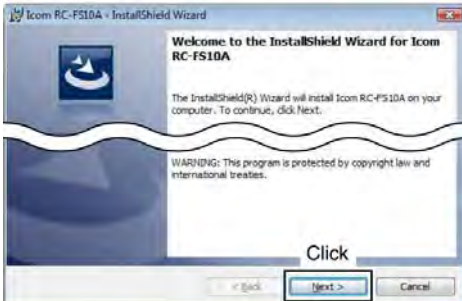 Icom RC-FS10A - InstallShield Wizard
Welcome to the InstallShield Wizard for Icom
RC-FS10A
The InstallShield(R) Wizard will install Icom RC-FS10A on your
computer. To continue, click Next.
WARNING: This program is protected by copyright law and
international treaties.
Click
< Back
Next >
Cancel